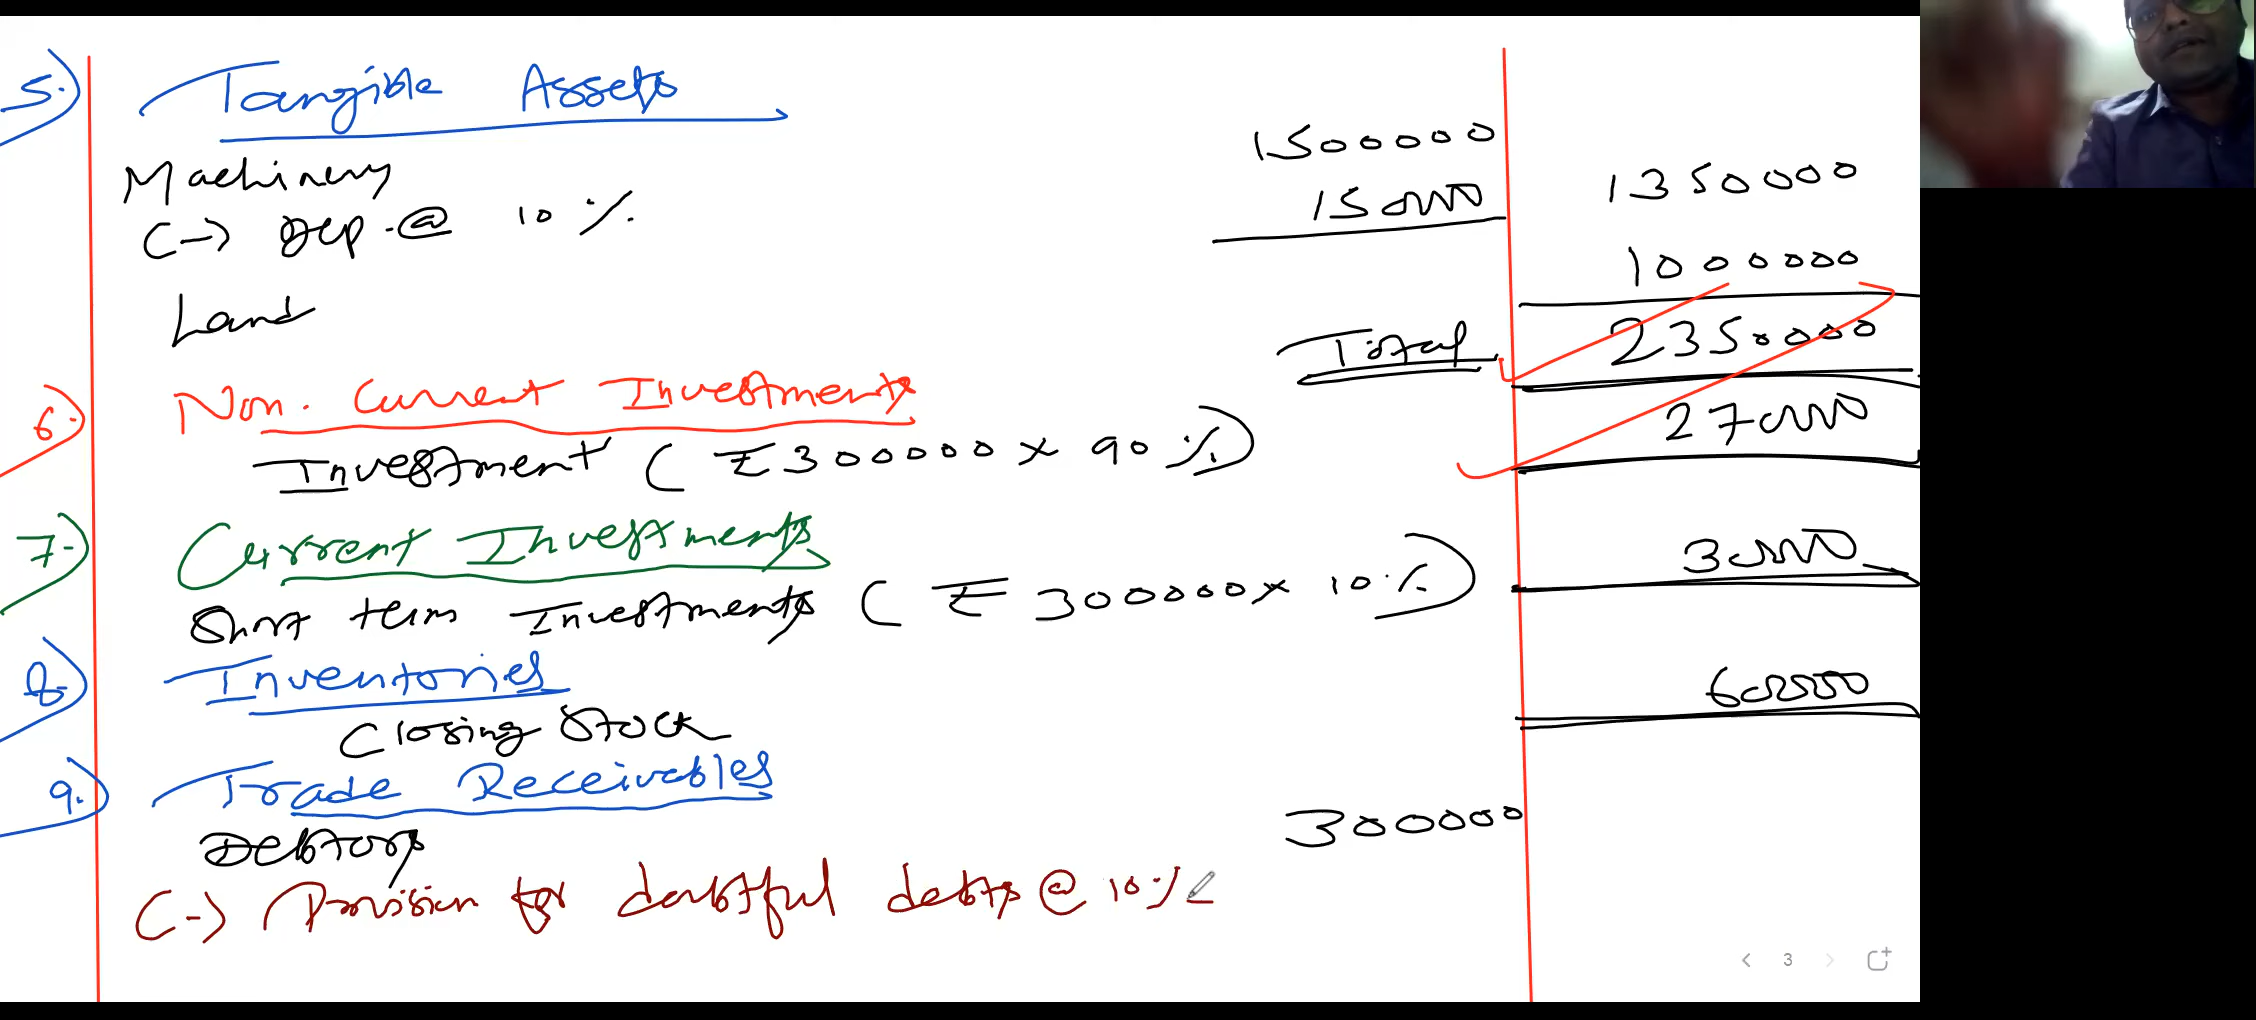 5.) Tangible Assets
Machinery 1500000
(-) Dep. @ 10 % 150000 1350000
Land 1000000
Total 2350000
6.) Non. Current Investments
Investment ( ₹ 300000 x 90 %) 270000
7.) Current Investments
Short term Investments ( ₹ 300000 x 10 %) 30000
8.) Inventories
Closing Stock 600000
9.) Trade Receivables
Debtors 300000
(-) Provision for doubtful debts @ 10 %
3